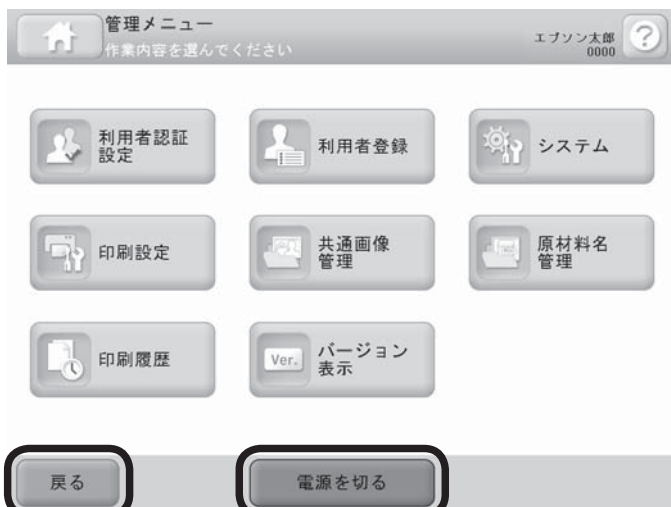 管理メニュー
作業内容を選んでください
エプソン太郎
0000
?
利用者認証
設定
利用者登録
システム
印刷設定
共通画像
管理
原材料名
管理
印刷履歴
Ver.
バージョン
表示
戻る
電源を切る